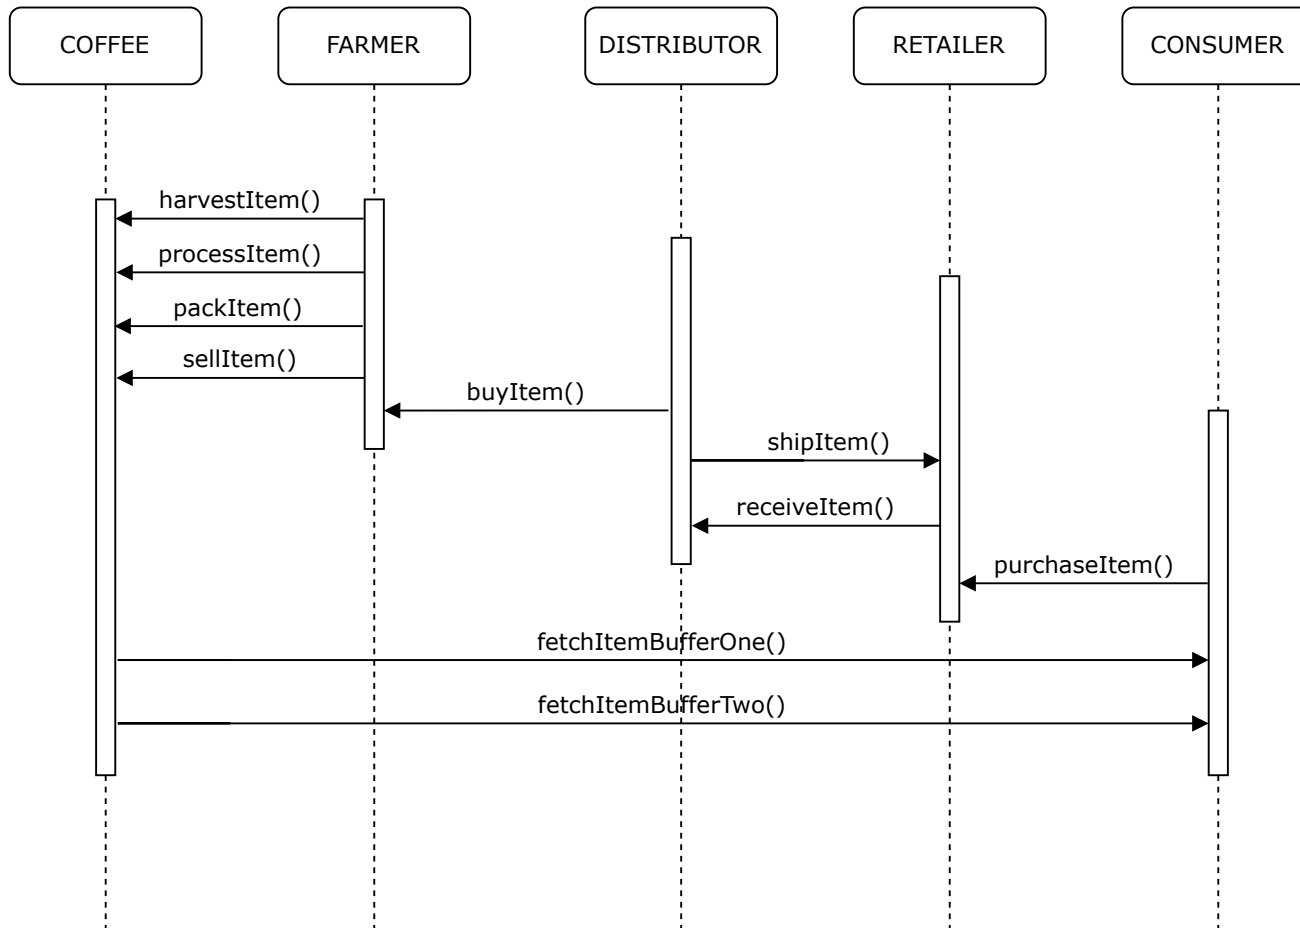 COFFEE
FARMER
DISTRIBUTOR
RETAILER
CONSUMER
harvestItem()
processItem()
packItem()
sellItem()
buyItem()
shipItem()
receiveItem()
purchaseItem()
fetchItemBufferOne()
fetchItemBufferTwo()